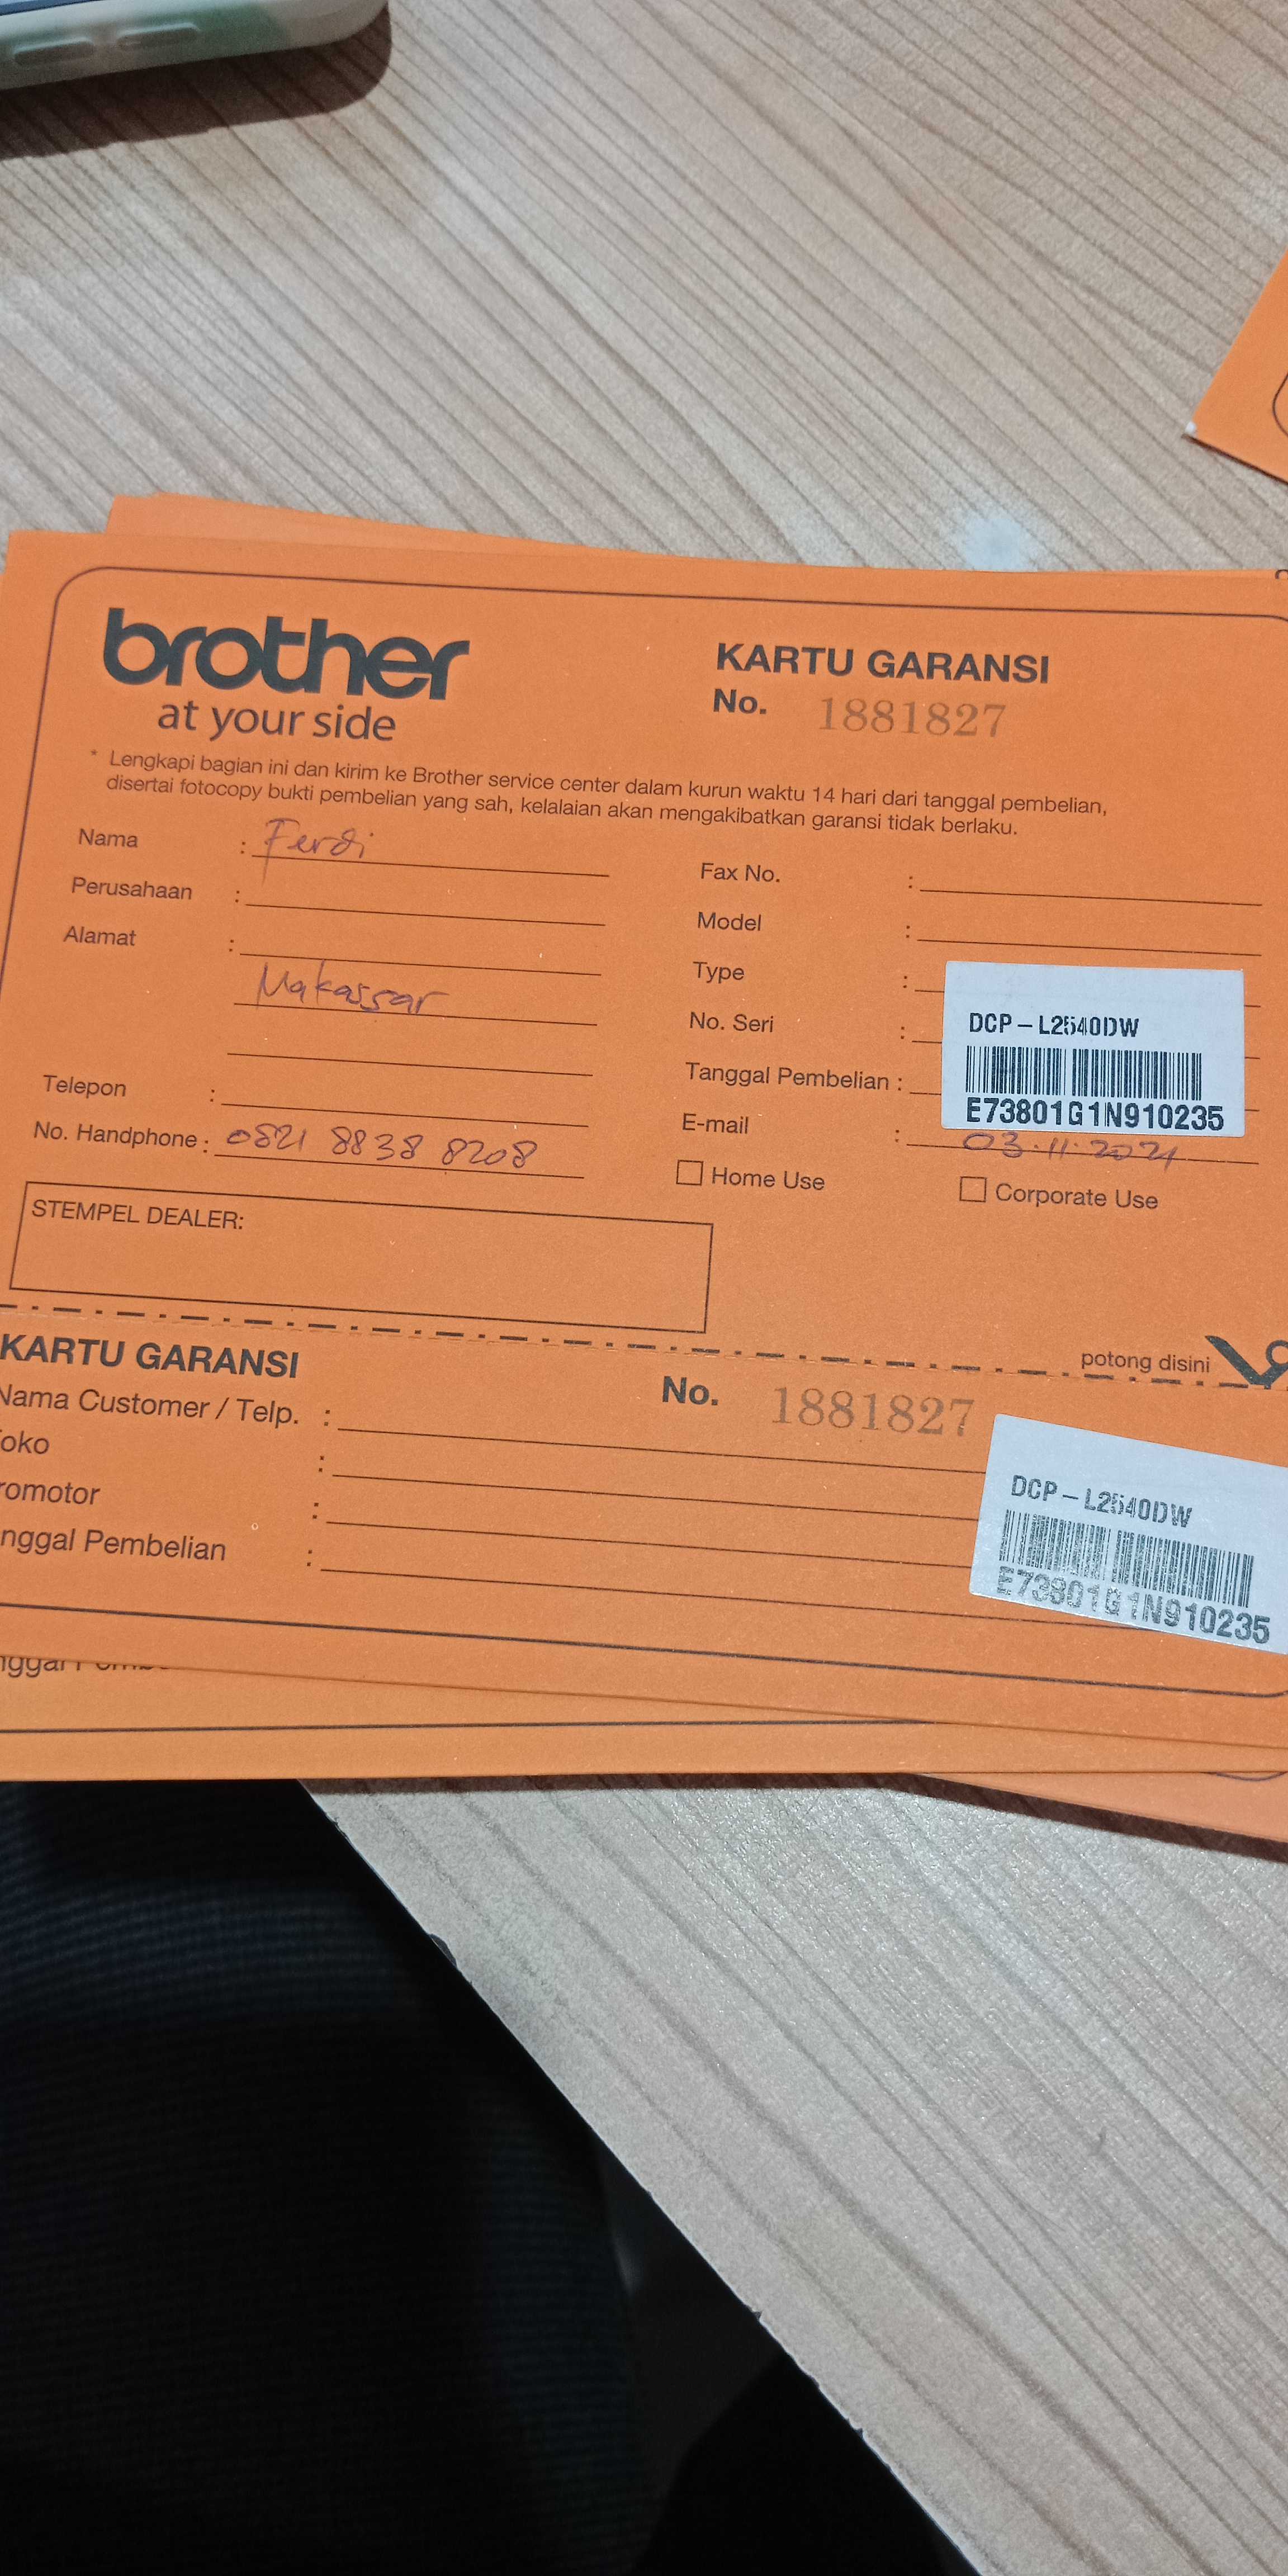 brother
at your side
KARTU GARANSI
No. 1881827
* Lengkapi bagian ini dan kirim ke Brother service center dalam kurun waktu 14 hari dari tanggal pembelian,
disertai fotocopy bukti pembelian yang sah, kelalaian akan mengakibatkan garansi tidak berlaku.
Nama : Ferdi
Perusahaan :
Alamat :
Makassar
Telepon :
No. Handphone : 0821 8838 8208
Fax No. :
Model :
Type :
No. Seri :
Tanggal Pembelian :
E-mail :
DCP-L2540DW
E73801G1N910235
03.11.2021
Home Use
Corporate Use
STEMPEL DEALER:
potong disini
KARTU GARANSI
No. 1881827
Nama Customer / Telp. :
oko :
romotor :
nggal Pembelian :
DCP-L2540DW
E73801G1N910235